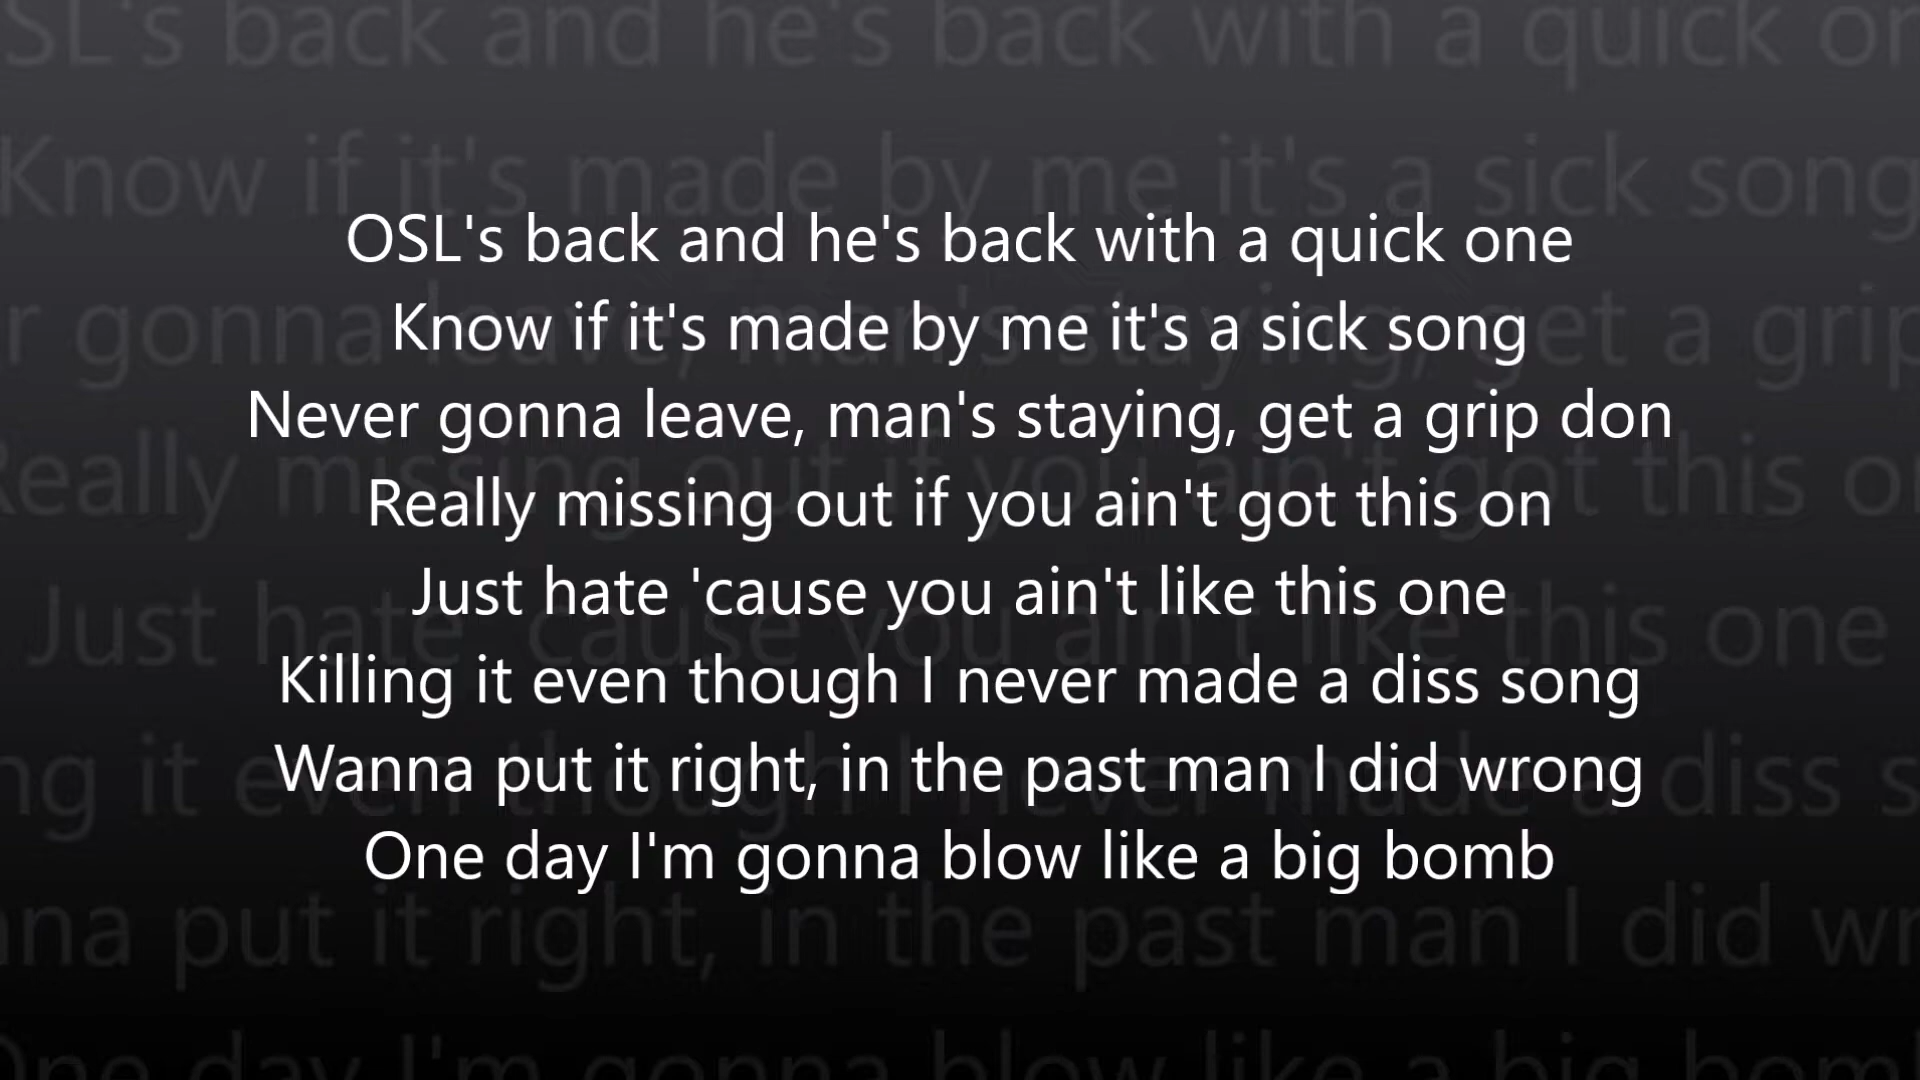 OSL's back and he's back with a quick one
Know if it's made by me it's a sick song
Never gonna leave, man's staying, get a grip don
Really missing out if you ain't got this on
Just hate 'cause you ain't like this one
Killing it even though I never made a diss song
Wanna put it right, in the past man I did wrong
One day I'm gonna blow like a big bomb